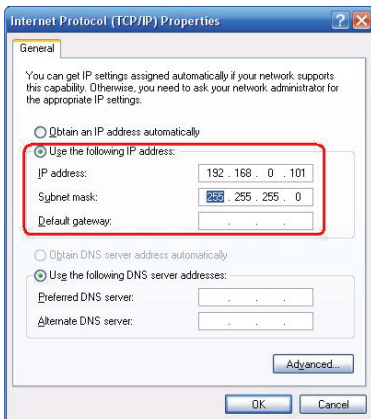 Internet Protocol (TCP/IP) Properties
General
You can get IP settings assigned automatically if your network supports
this capability. Otherwise, you need to ask your network administrator for
the appropriate IP settings.
Obtain an IP address automatically
Use the following IP address:
IP address: 192 . 168 . 0 . 101
Subnet mask: 255 . 255 . 255 . 0
Default gateway: . . .
Obtain DNS server address automatically
Use the following DNS server addresses:
Preferred DNS server: . . .
Alternate DNS server: . . .
Advanced...
OK Cancel